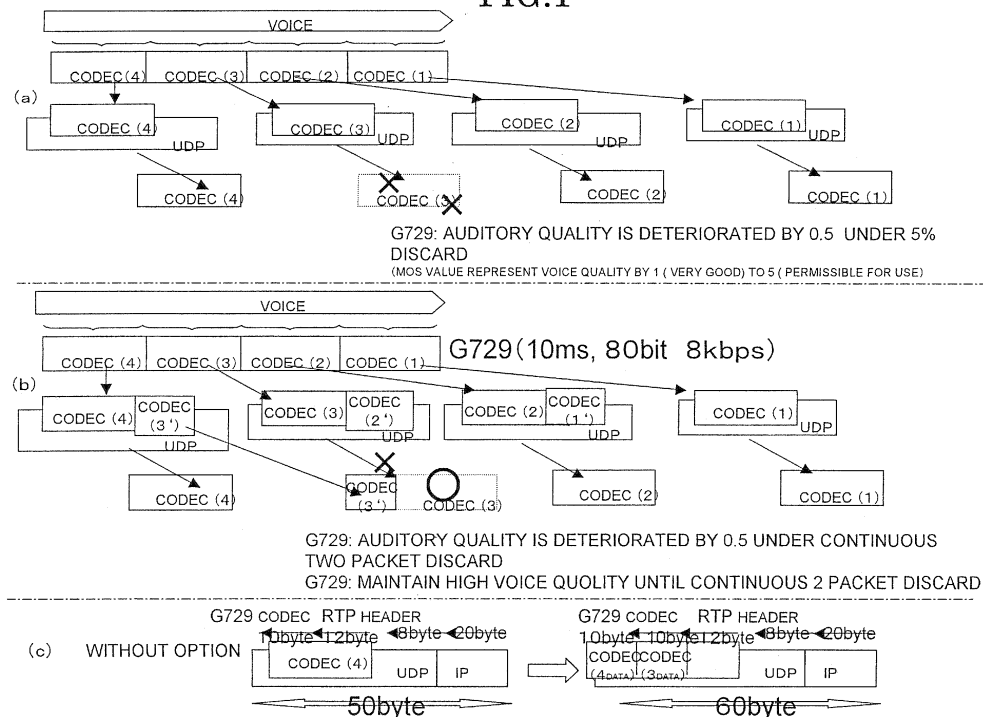 FIG.1
VOICE
CODEC(4) CODEC (3) CODEC (2) CODEC (1)
(a)
CODEC (4) UDP
CODEC (3) UDP
CODEC (2) UDP
CODEC (1) UDP
CODEC (4)
CODEC (3)
CODEC (2)
CODEC (1)
G729: AUDITORY QUALITY IS DETERIORATED BY 0.5 UNDER 5%
DISCARD
(MOS VALUE REPRESENT VOICE QUALITY BY 1 ( VERY GOOD) TO 5 ( PERMISSIBLE FOR USE)
VOICE
CODEC (4) CODEC (3) CODEC (2) CODEC (1) G729(10ms, 80bit 8kbps)
(b)
CODEC (4) CODEC (3') UDP
CODEC (3) CODEC (2') UDP
CODEC (2) CODEC (1') UDP
CODEC (1) UDP
CODEC (4)
CODEC (3') CODEC (3)
CODEC (2)
CODEC (1)
G729: AUDITORY QUALITY IS DETERIORATED BY 0.5 UNDER CONTINUOUS
TWO PACKET DISCARD
G729: MAINTAIN HIGH VOICE QUOLITY UNTIL CONTINUOUS 2 PACKET DISCARD
G729 CODEC RTP HEADER
10byte 12byte 8byte 20byte
(c) WITHOUT OPTION
CODEC (4) UDP IP
50byte
G729 CODEC RTP HEADER
10byte 10byte 12byte 8byte 20byte
CODEC (4DATA) CODEC (3DATA) UDP IP
60byte